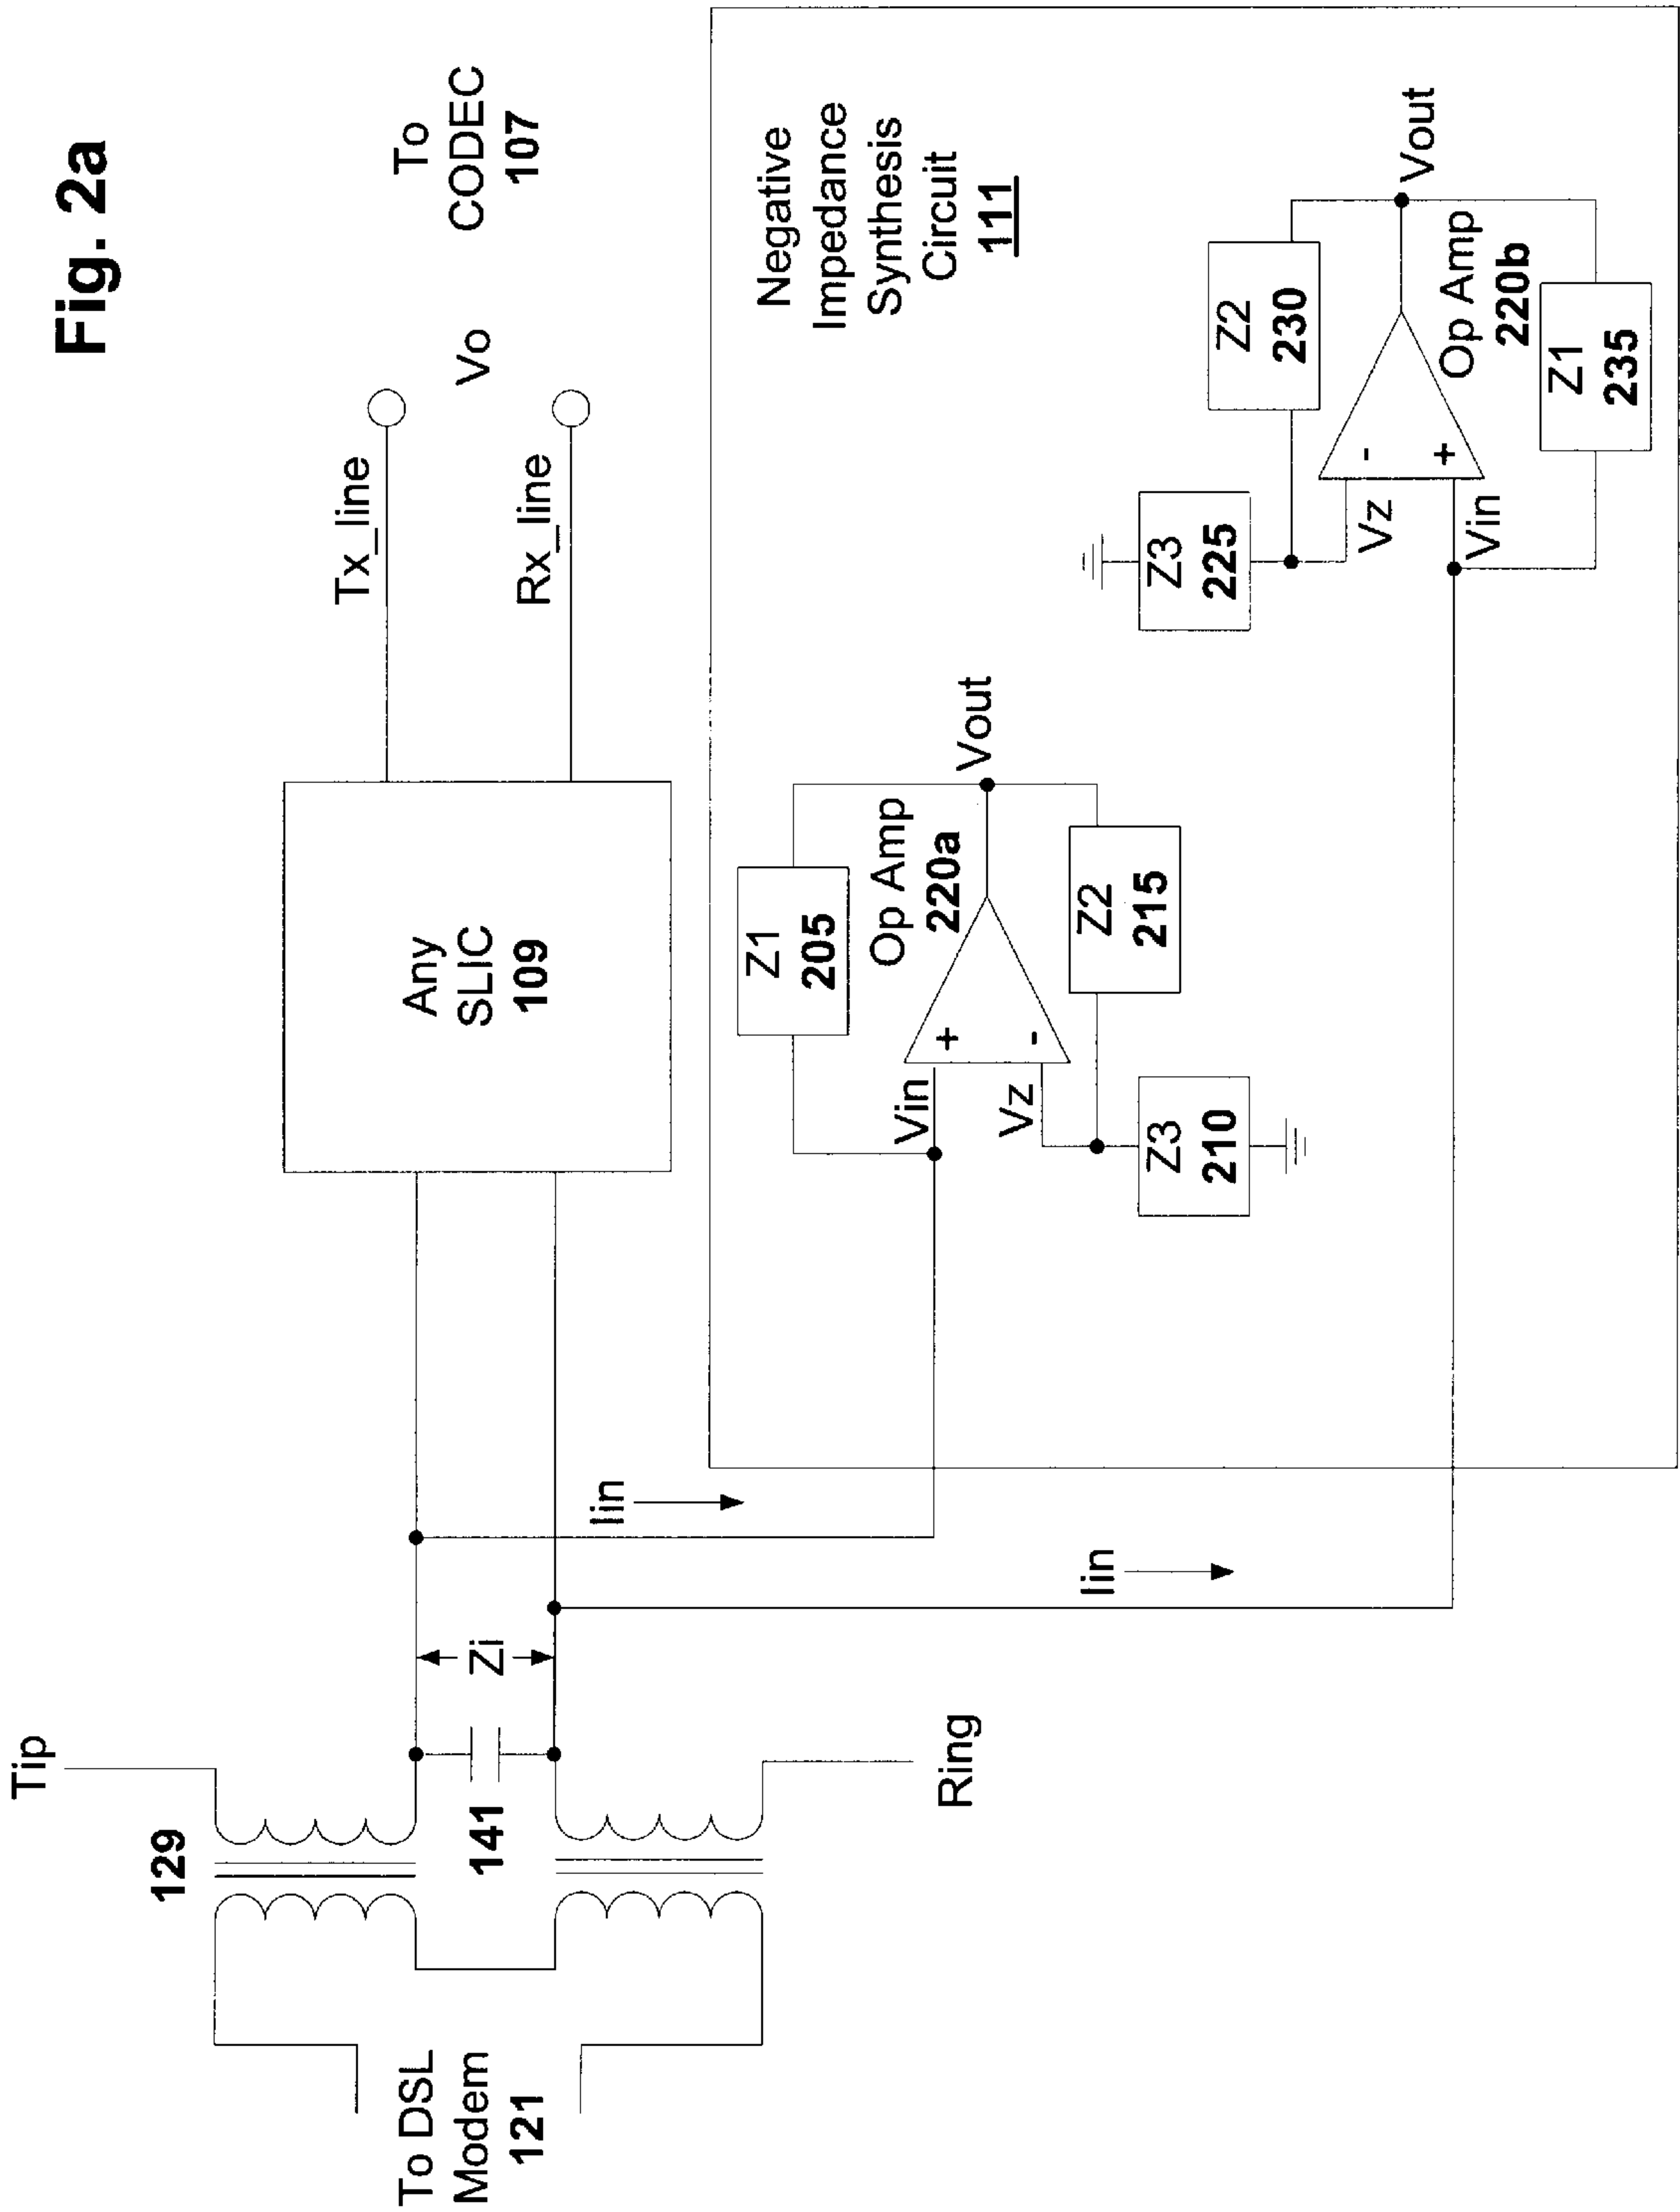 Fig. 2a
Tip
129
141
Zi
Ring
To DSL
Modem
121
Any
SLIC
109
Tx_line
Rx_line
Vo
To
CODEC
107
Iin
Iin
Negative
Impedance
Synthesis
Circuit
111
Z1
205
Vin
+
-
Vz
Op Amp
220a
Vout
Z2
215
Z3
210
Z3
225
Z2
230
Vz
-
+
Vin
Op Amp
220b
Vout
Z1
235